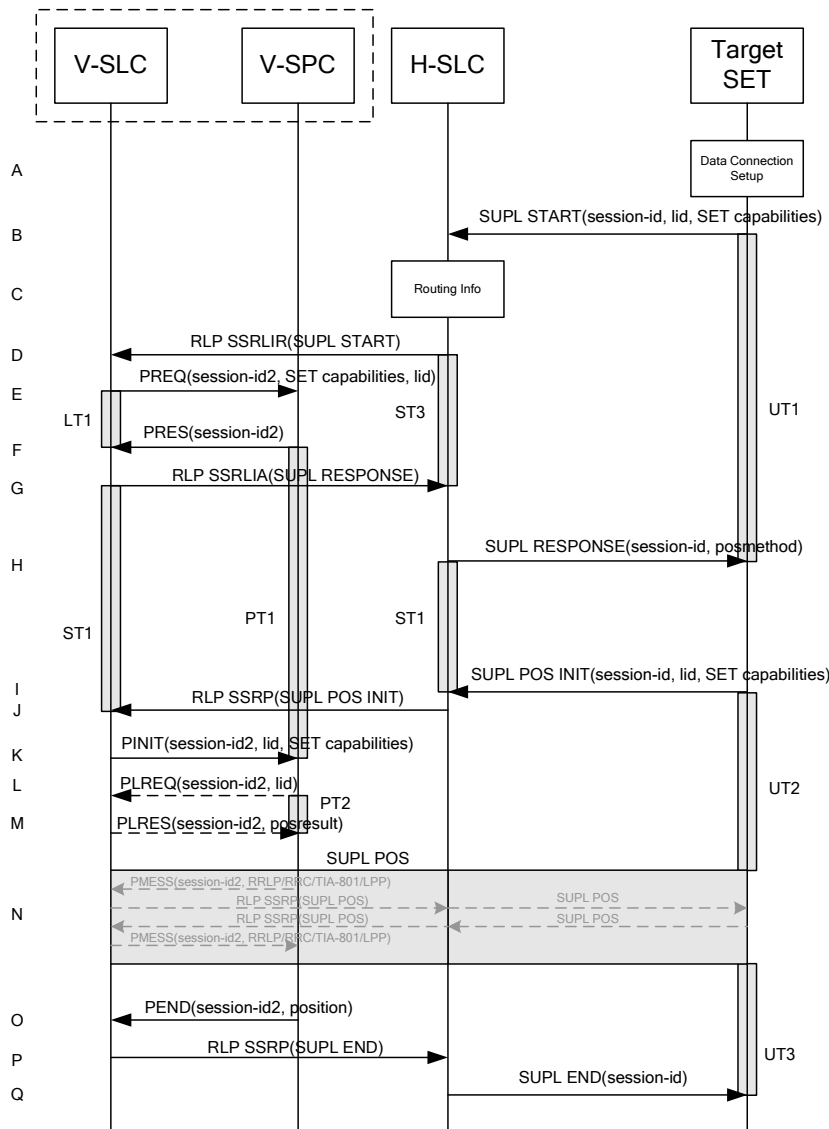 V-SLC
V-SPC
H-SLC
Target
SET
A
Data Connection
Setup
B
SUPL START(session-id, lid, SET capabilities)
C
Routing Info
D
RLP SSRLIR(SUPL START)
E
PREQ(session-id2, SET capabilities, lid)
LT1
ST3
UT1
F
PRES(session-id2)
G
RLP SSRLIA(SUPL RESPONSE)
H
SUPL RESPONSE(session-id, posmethod)
ST1
PT1
ST1
I
SUPL POS INIT(session-id, lid, SET capabilities)
J
RLP SSRP(SUPL POS INIT)
K
PINIT(session-id2, lid, SET capabilities)
L
PLREQ(session-id2, lid)
PT2
UT2
M
PLRES(session-id2, posresult)
SUPL POS
PMESS(session-id2, RRLP/RRC/TIA-801/LPP)
RLP SSRP(SUPL POS)
SUPL POS
N
RLP SSRP(SUPL POS)
SUPL POS
PMESS(session-id2, RRLP/RRC/TIA-801/LPP)
O
PEND(session-id2, position)
P
RLP SSRP(SUPL END)
UT3
Q
SUPL END(session-id)